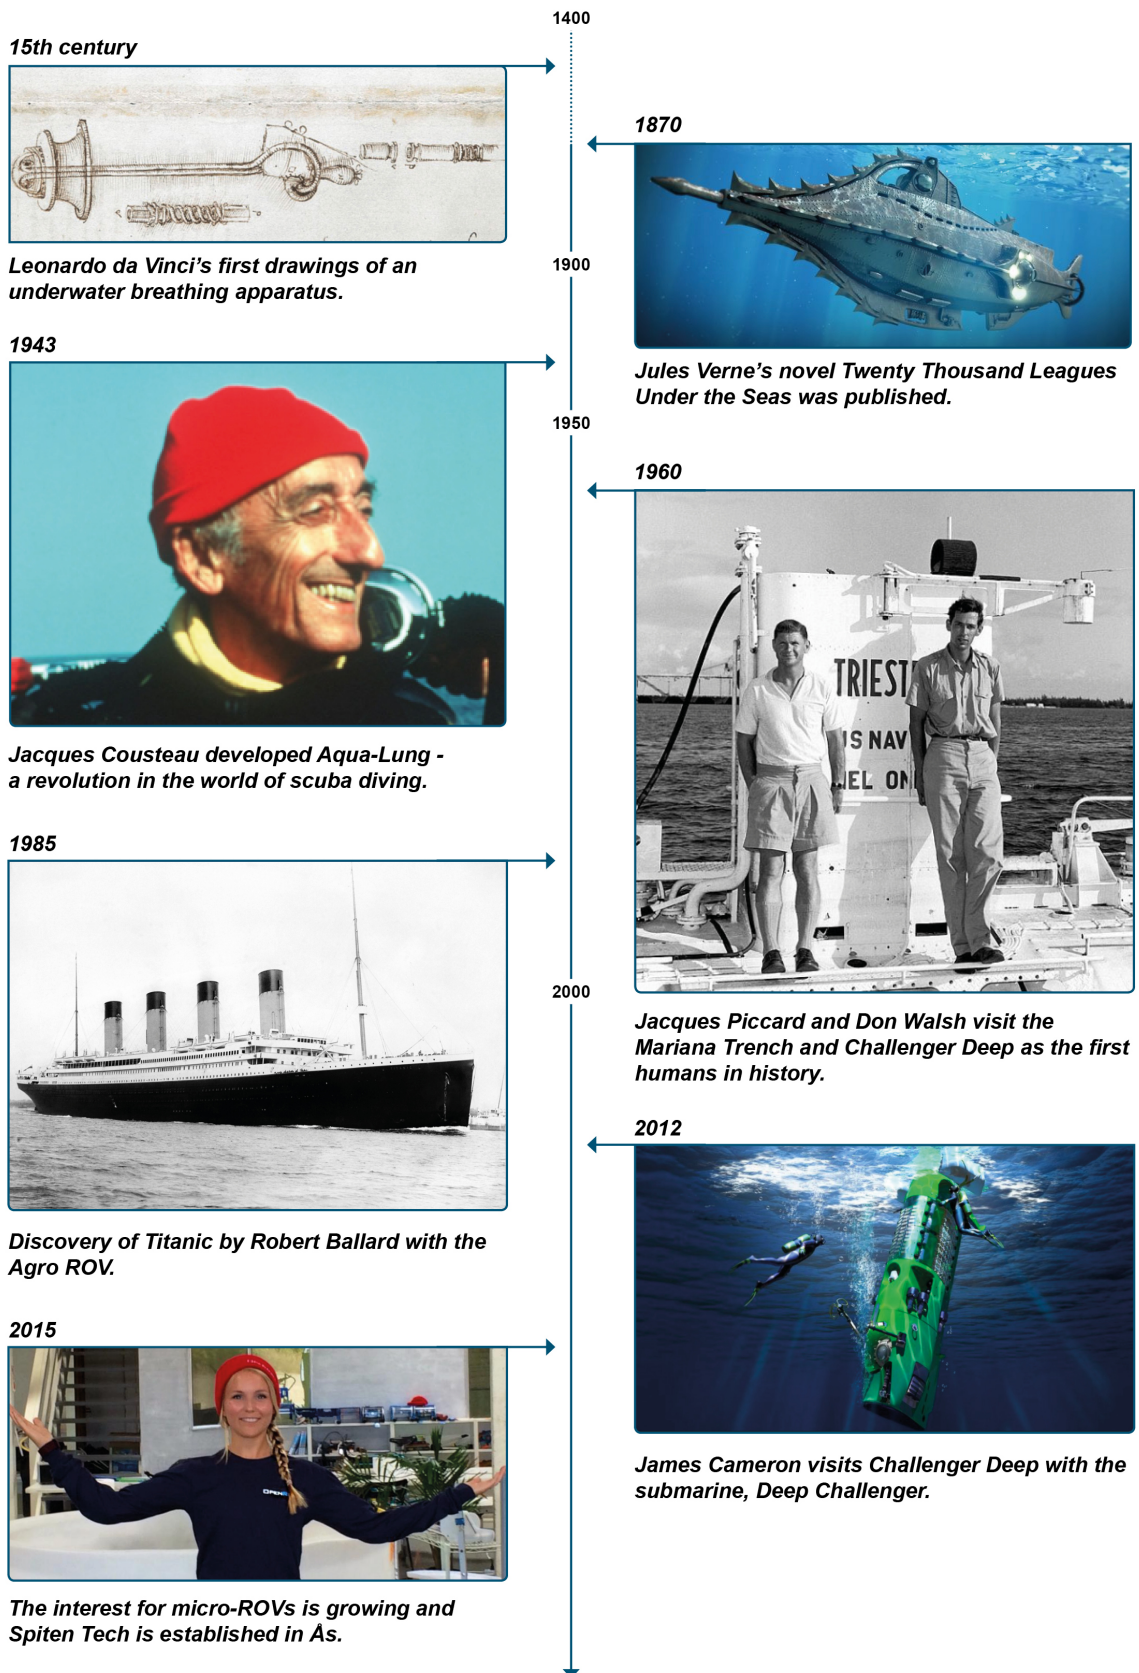 1400
15th century
Leonardo da Vinci's first drawings of an
underwater breathing apparatus.
1870
Jules Verne's novel Twenty Thousand Leagues
Under the Seas was published.
1900
1943
Jacques Cousteau developed Aqua-Lung -
a revolution in the world of scuba diving.
1950
1960
TRIEST
US NAV
NEL ON
Jacques Piccard and Don Walsh visit the
Mariana Trench and Challenger Deep as the first
humans in history.
1985
Discovery of Titanic by Robert Ballard with the
Agro ROV.
2000
2012
James Cameron visits Challenger Deep with the
submarine, Deep Challenger.
2015
The interest for micro-ROVs is growing and
Spiten Tech is established in Ås.